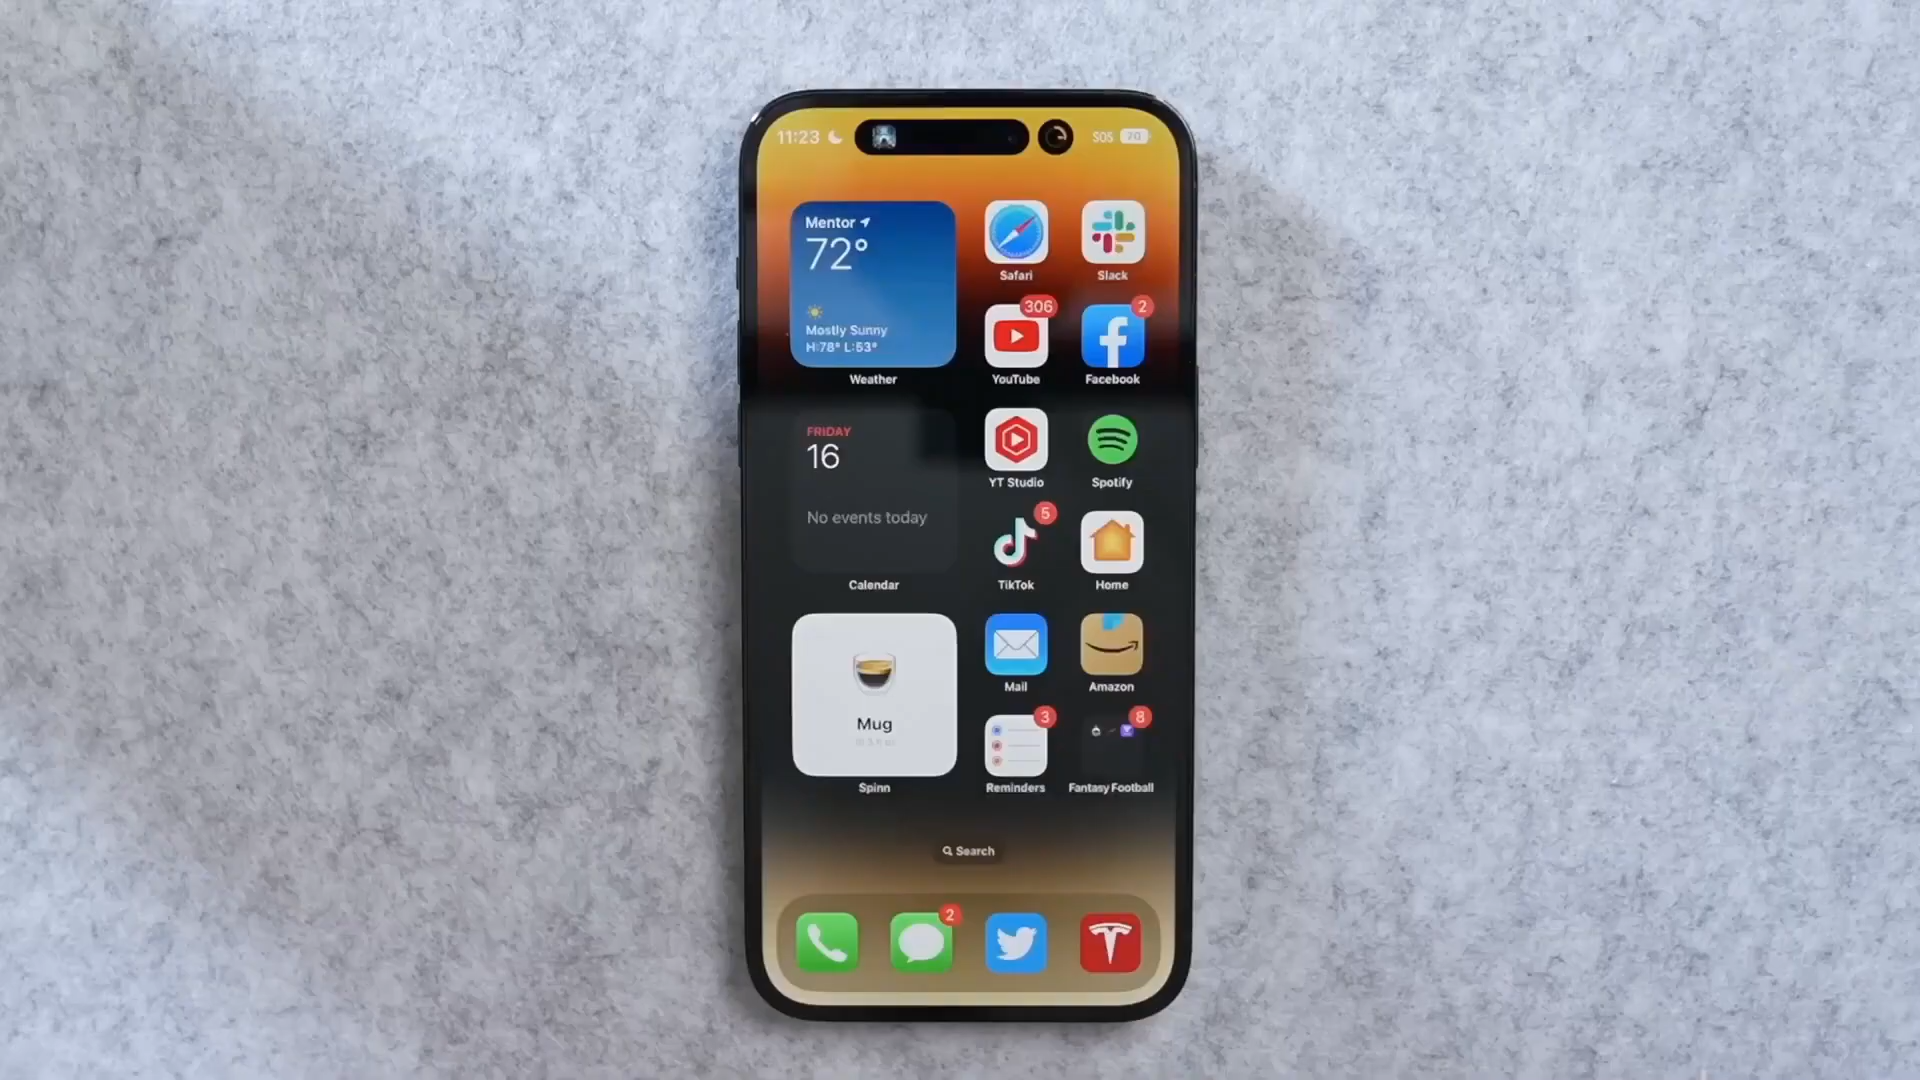 11:23
SOS 70
Mentor
72°
Mostly Sunny
H:78° L:53°
Weather
Safari
Slack
306
2
YouTube
Facebook
FRIDAY
16
No events today
Calendar
YT Studio
Spotify
5
TikTok
Home
Mug
Spinn
Mail
Amazon
3
8
Reminders
Fantasy Football
Search
2